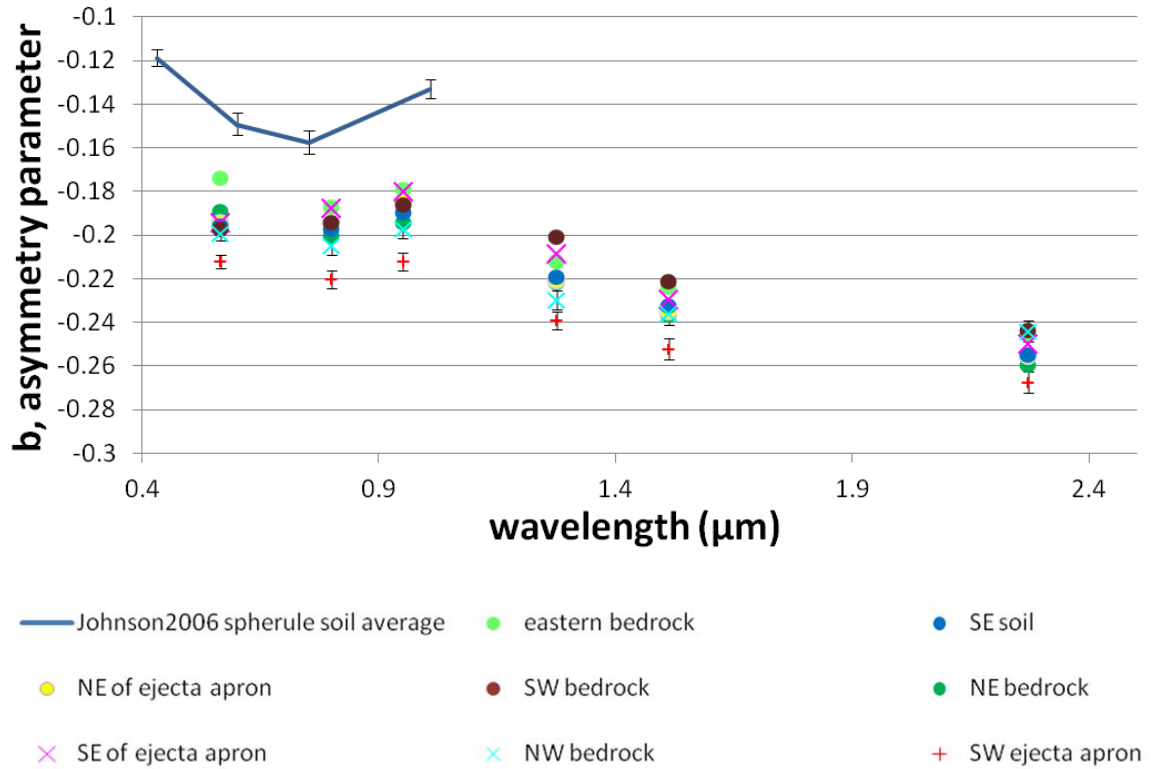 -0.1
-0.12
-0.14
-0.16
-0.18
-0.2
-0.22
-0.24
-0.26
-0.28
-0.3
b, asymmetry parameter
0.4 0.9 1.4 1.9 2.4
wavelength (µm)
Johnson2006 spherule soil average eastern bedrock SE soil
NE of ejecta apron SW bedrock NE bedrock
SE of ejecta apron NW bedrock SW ejecta apron